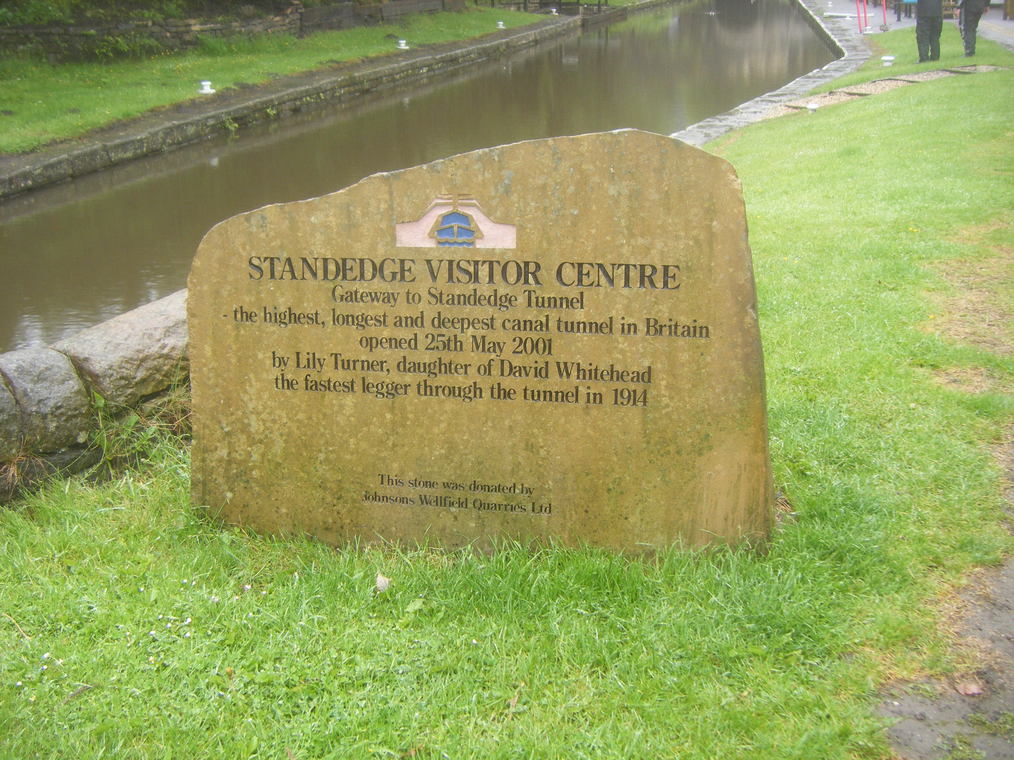 STANDEDGE VISITOR CENTRE
Gateway to Standedge Tunnel
- the highest, longest and deepest canal tunnel in Britain
opened 25th May 2001
by Lily Turner, daughter of David Whitehead
the fastest legger through the tunnel in 1914
This stone was donated by
Johnsons Wellfield Quarries Ltd